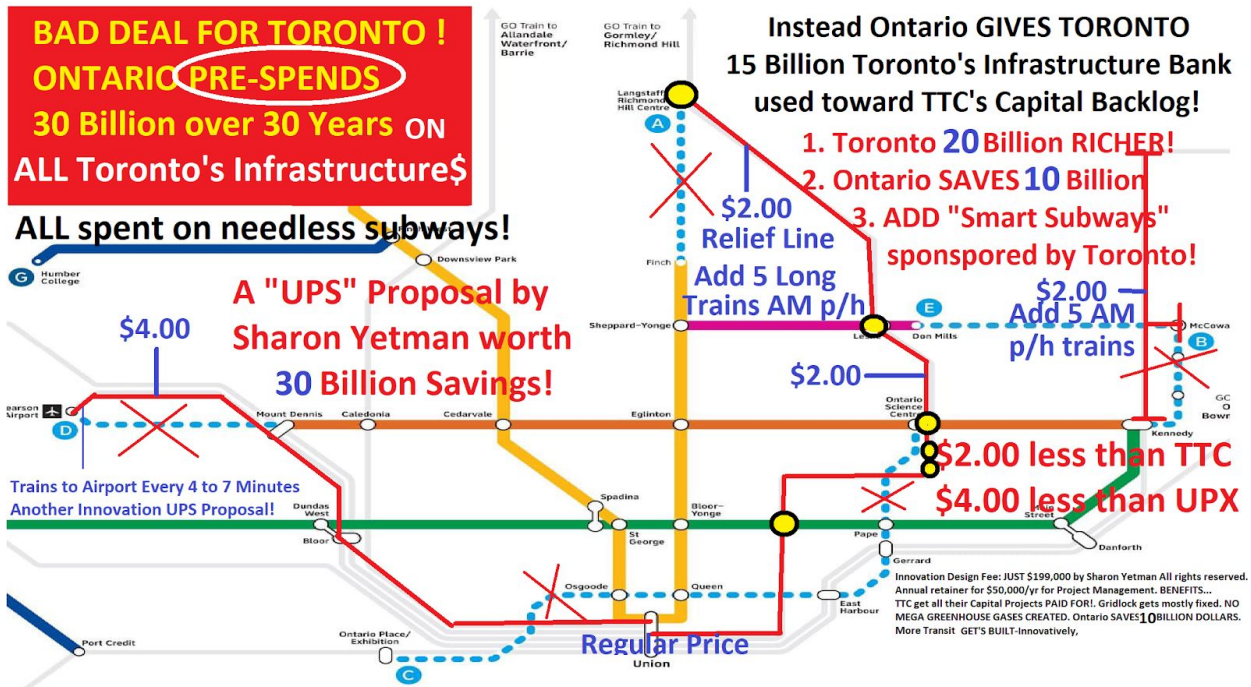 BAD DEAL FOR TORONTO !
ONTARIO PRE-SPENDS
30 Billion over 30 Years ON
ALL Toronto's Infrastructure$
ALL spent on needless subways!
GO Train to
Allandale
Waterfront/
Barrie
GO Train to
Gormley/
Richmond Hill
Instead Ontario GIVES TORONTO
15 Billion Toronto's Infrastructure Bank
used toward TTC's Capital Backlog!
1. Toronto 20 Billion RICHER!
2. Ontario SAVES 10 Billion
3. ADD "Smart Subways"
sponspored by Toronto!
Langstaff/
Richmond
Hill Centre
A
$2.00
Relief Line
Add 5 Long
Trains AM p/h
$2.00
Add 5 AM
p/h trains
G
Humber
College
Downsview Park
Finch
A "UPS" Proposal by
Sharon Yetman worth
30 Billion Savings!
$4.00
Sheppard-Yonge
Leslie
Don Mills
E
McCowa
B
$2.00
earson
Airport
D
Mount Dennis
Caledonia
Cedarvale
Eglinton
Ontario
Science
Centre
GO
Bown
Kennedy
$2.00 less than TTC
$4.00 less than UPX
Trains to Airport Every 4 to 7 Minutes
Another Innovation UPS Proposal!
Dundas
West
Bloor
Spadina
St
George
Bloor-
Yonge
Pape
Street
Danforth
Gerrard
Osgoode
Queen
East
Harbour
Innovation Design Fee: JUST $199,000 by Sharon Yetman All rights reserved.
Annual retainer for $50,000/yr for Project Management. BENEFITS...
TTC get all their Capital Projects PAID FOR!. Gridlock gets mostly fixed. NO
MEGA GREENHOUSE GASES CREATED. Ontario SAVES 10 BILLION DOLLARS.
More Transit GET'S BUILT-Innovatively,
Port Credit
Ontario Place/
Exhibition
C
Regular Price
Union